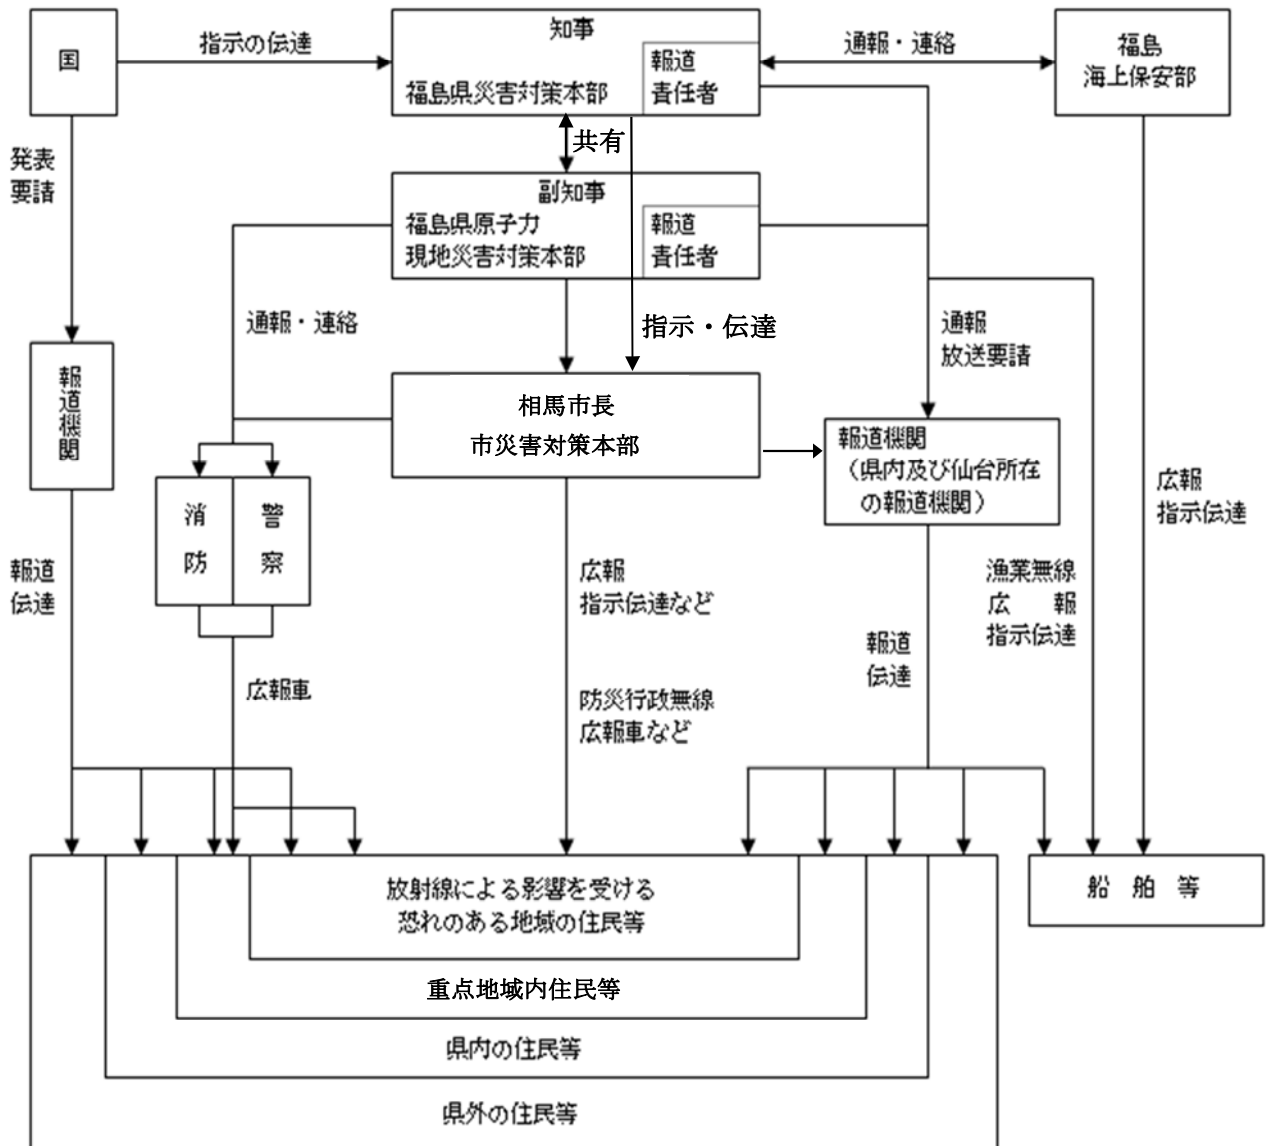 国
指示の伝達
知事
福島県災害対策本部
報道
責任者
通報・連絡
福島
海上保安部
発表
要請
共有
副知事
福島県原子力
現地災害対策本部
報道
責任者
通報・連絡
指示・伝達
通報
放送要請
報道機関
相馬市長
市災害対策本部
報道機関
（県内及び仙台所在
の報道機関）
広報
指示伝達
消防
警察
報道
伝達
広報
指示伝達など
漁業無線
広　報
指示伝達
報道
伝達
広報車
防災行政無線
広報車など
放射線による影響を受ける
恐れのある地域の住民等
船　舶　等
重点地域内住民等
県内の住民等
県外の住民等